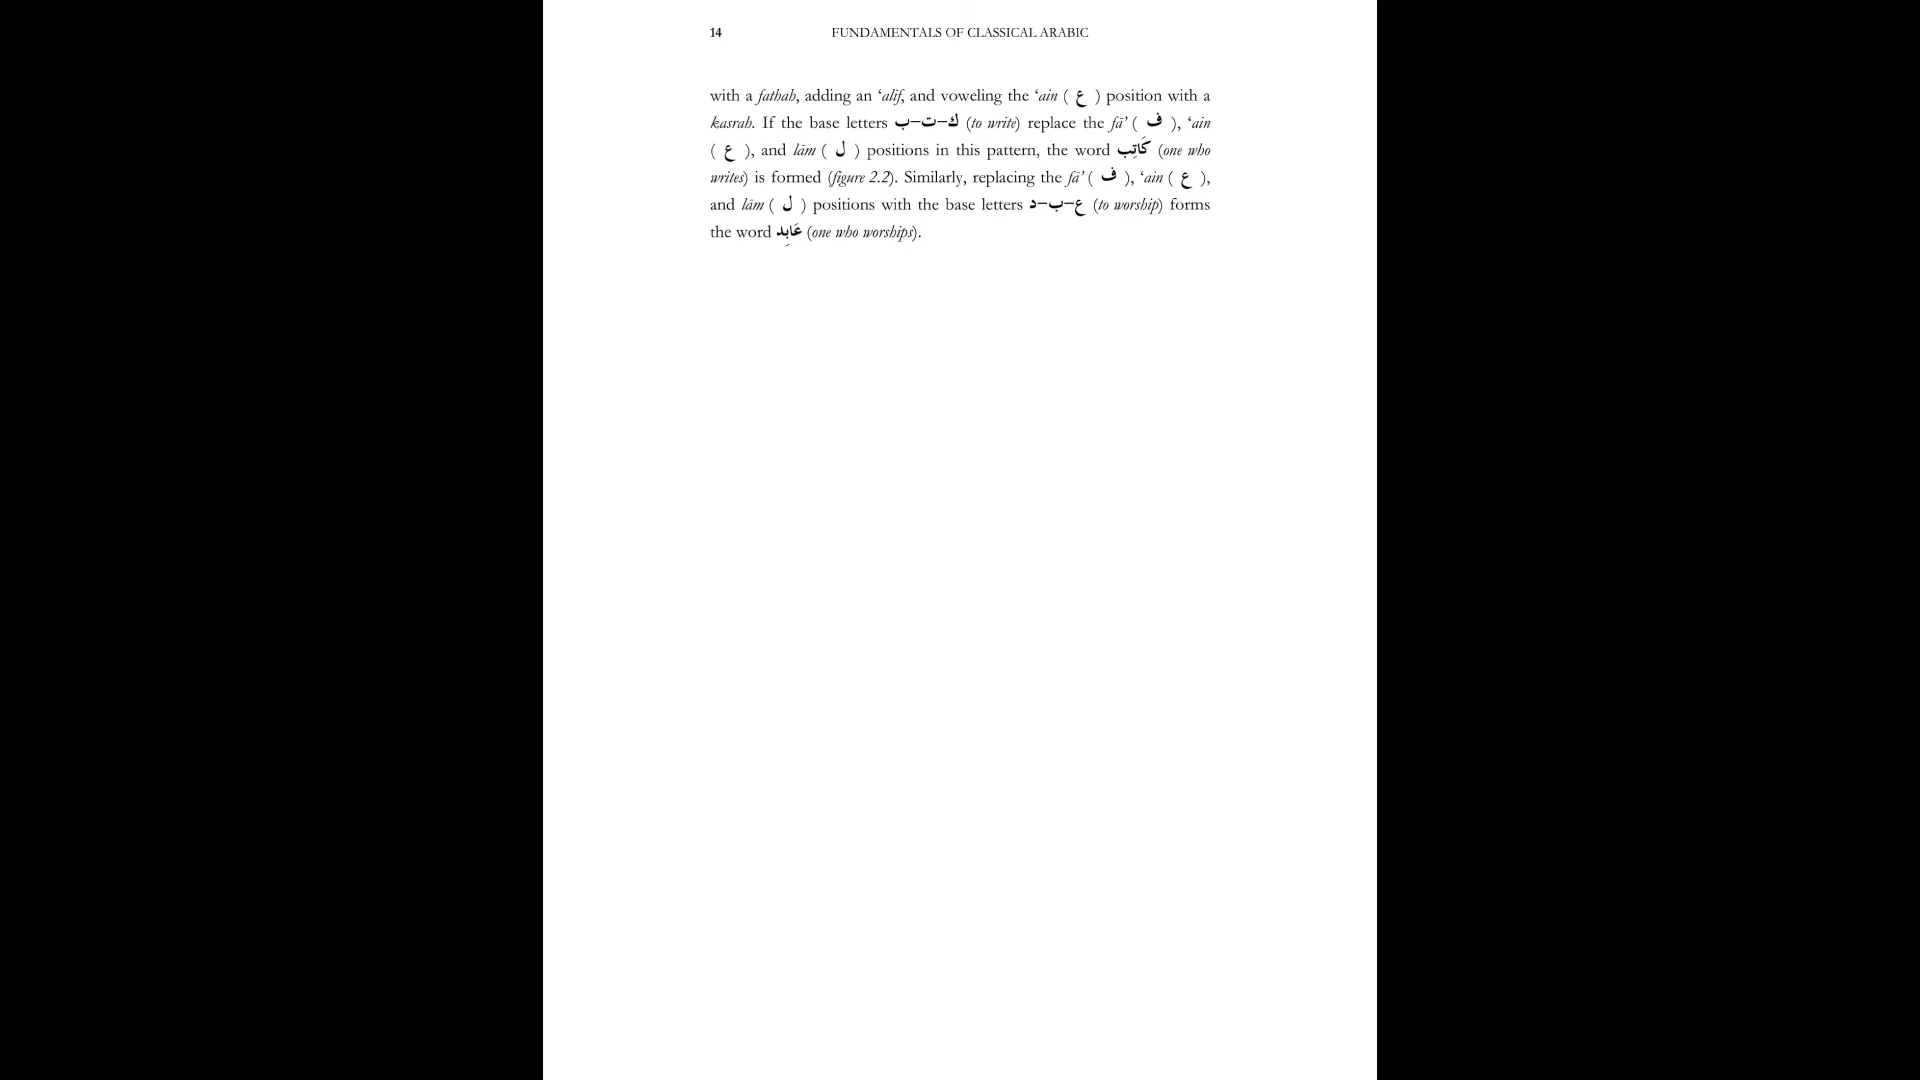 14 FUNDAMENTALS OF CLASSICAL ARABIC
with a fathah, adding an ‘alif, and voweling the ‘ain ( ع ) position with a
kasrah. If the base letters ك–ت–ب (to write) replace the fā’ ( ف ), ‘ain
( ع ), and lām ( ل ) positions in this pattern, the word كَاتِب (one who
writes) is formed (figure 2.2). Similarly, replacing the fā’ ( ف ), ‘ain ( ع ),
and lām ( ل ) positions with the base letters ع–ب–د (to worship) forms
the word عَابِد (one who worships).